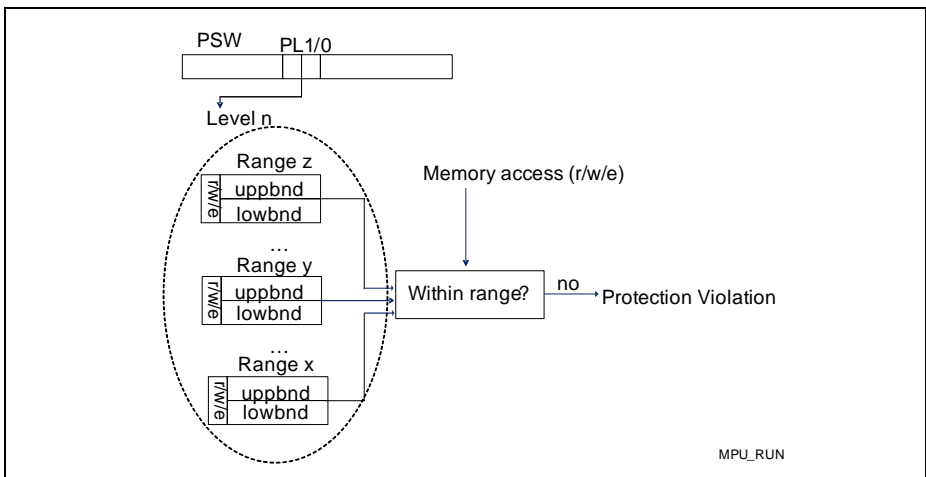 PSW
PL1/0
Level n
Range z
r/w/e
uppbnd
lowbnd
Memory access (r/w/e)
...
Range y
r/w/e
uppbnd
lowbnd
Within range?
no
Protection Violation
...
Range x
r/w/e
uppbnd
lowbnd
MPU_RUN